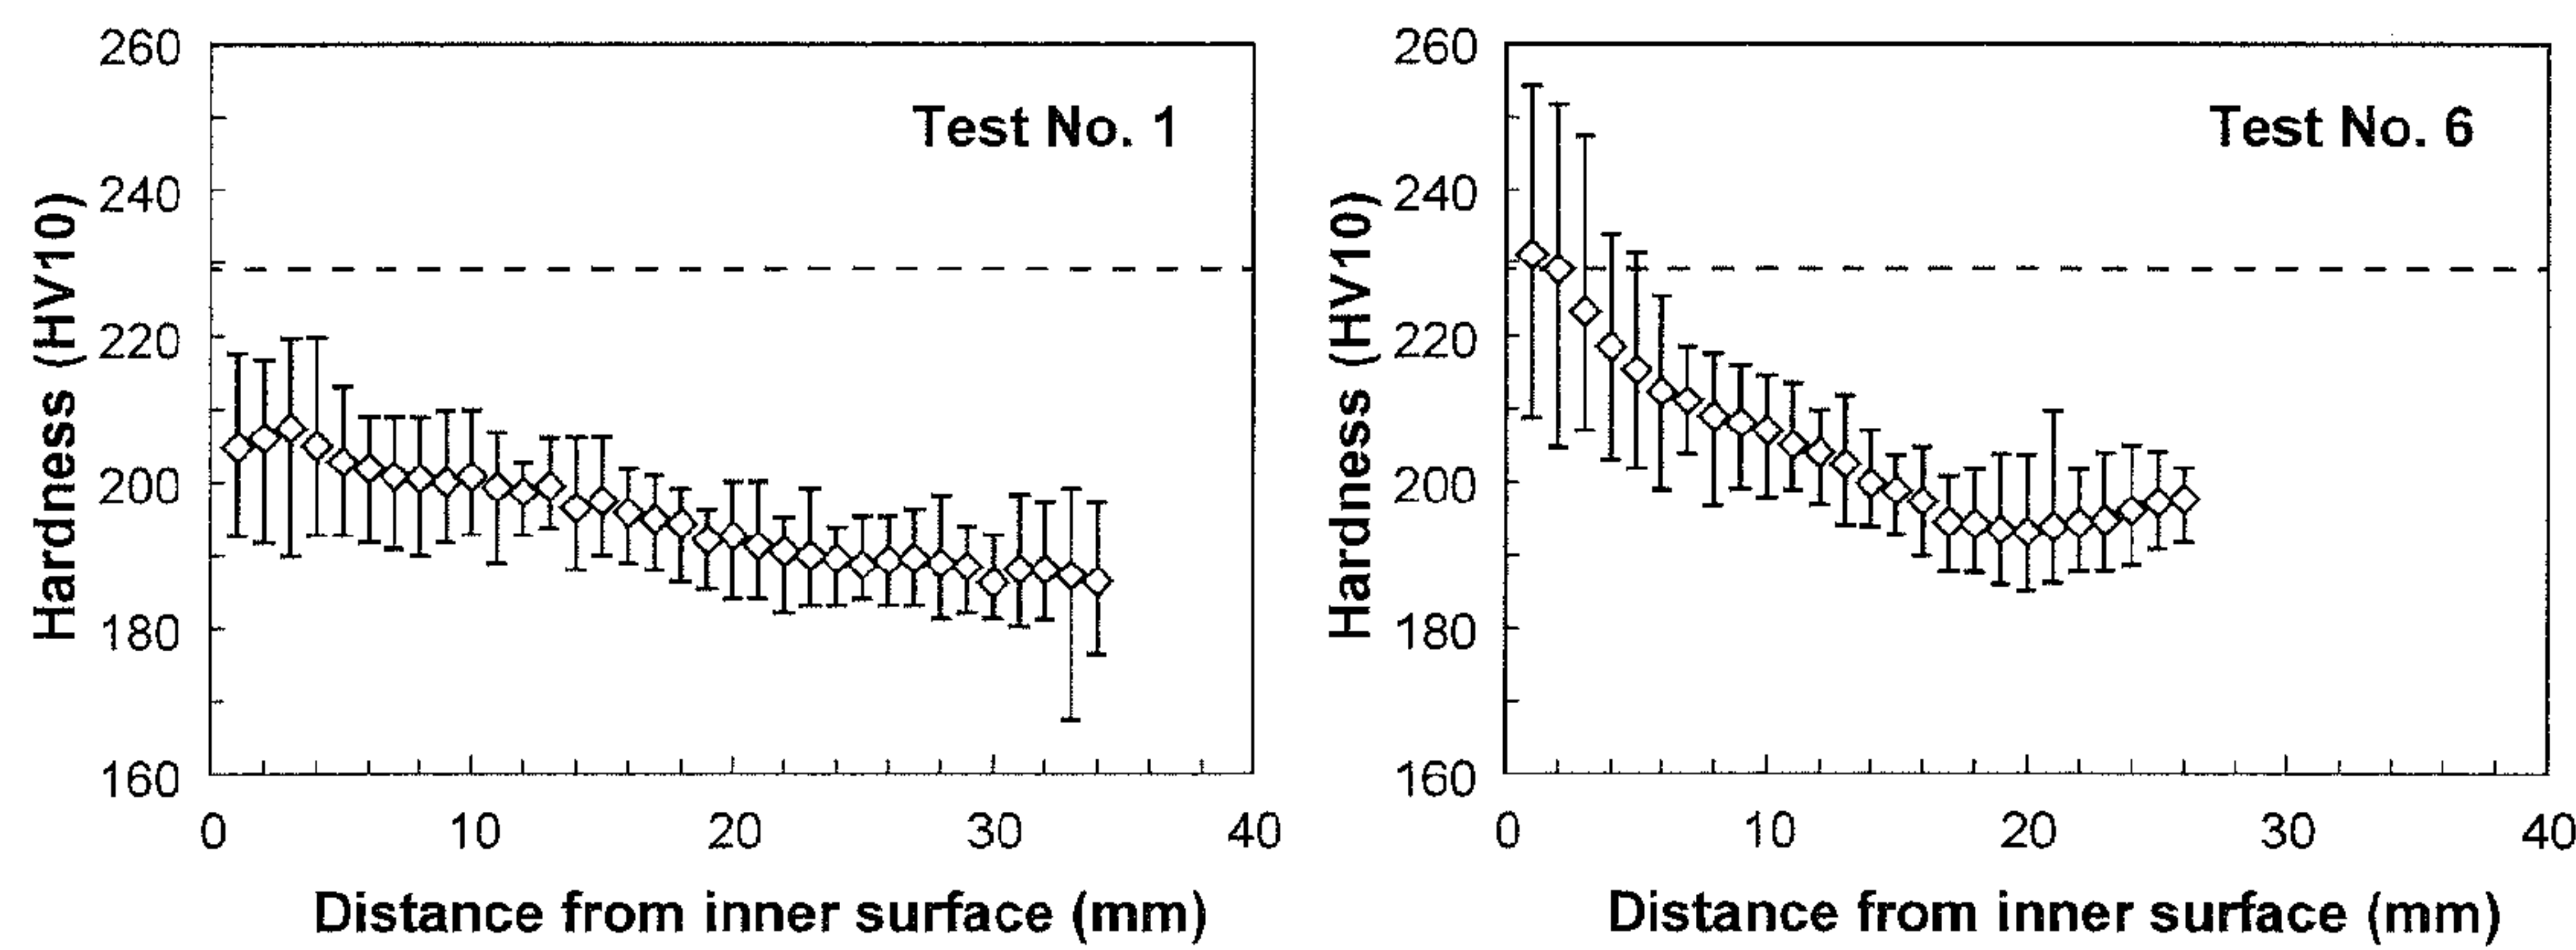 260
240
220
200
180
160
0 10 20 30 40
Hardness (HV10)
Distance from inner surface (mm)
Test No. 1
260
240
220
200
180
160
0 10 20 30 40
Hardness (HV10)
Distance from inner surface (mm)
Test No. 6